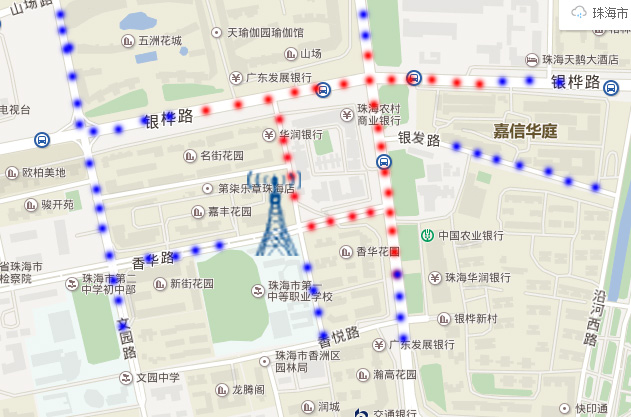 山场路
珠海市
五洲花城
天瑜伽园瑜伽馆
山场
珠海天鹅大酒店
广东发展银行
银桦路
电视台
银桦路
珠海农村
商业银行
华润银行
嘉信华庭
银发路
名街花园
欧柏美地
第柒乐章珠海店
骏开苑
嘉丰花园
中国农业银行
香华路
香华花园
省珠海市
检察院
珠海市第二
中学初中部
新街花园
珠海市第一
中等职业学校
珠海华润银行
沿河西路
文园路
银桦新村
香悦路
广东发展银行
珠海市香洲区
园林局
文园中学
瀚高花园
龙腾阁
润城
交通银行
快印通